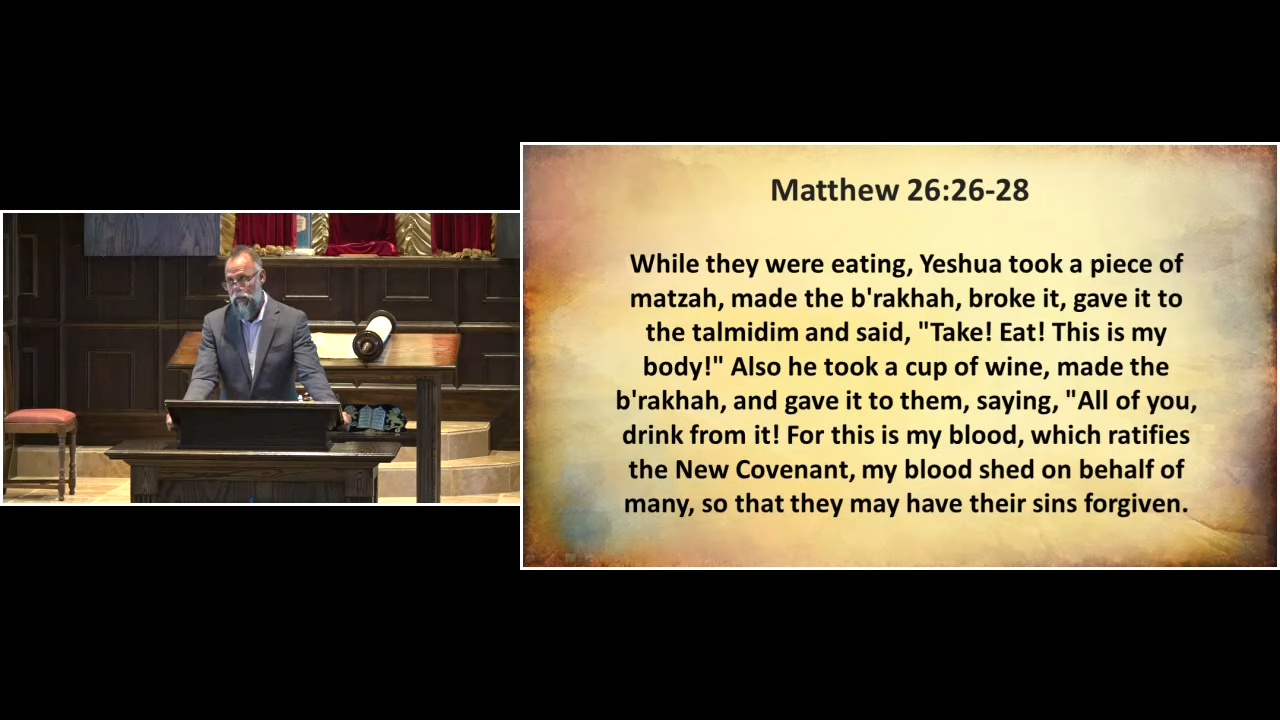 Matthew 26:26-28
While they were eating, Yeshua took a piece of
matzah, made the b'rakhah, broke it, gave it to
the talmidim and said, "Take! Eat! This is my
body!" Also he took a cup of wine, made the
b'rakhah, and gave it to them, saying, "All of you,
drink from it! For this is my blood, which ratifies
the New Covenant, my blood shed on behalf of
many, so that they may have their sins forgiven.